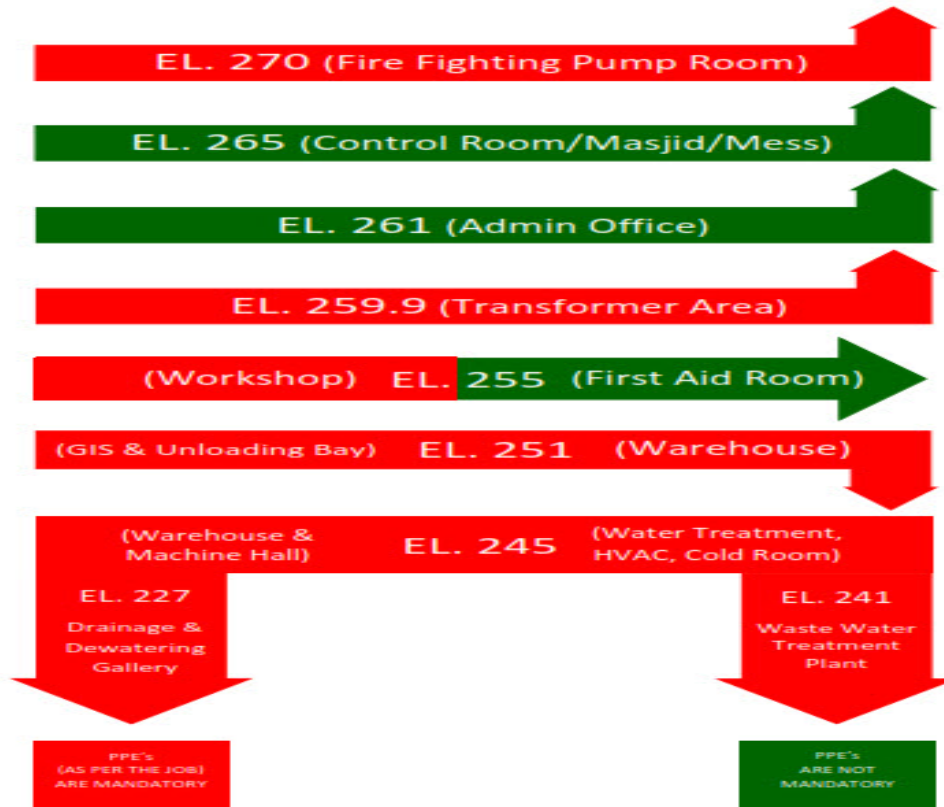 EL. 270 (Fire Fighting Pump Room)
EL. 265 (Control Room/Masjid/Mess)
EL. 261 (Admin Office)
EL. 259.9 (Transformer Area)
(Workshop) EL. 255 (First Aid Room)
(GIS & Unloading Bay) EL. 251 (Warehouse)
(Warehouse &
Machine Hall)
EL. 245
(Water Treatment,
HVAC, Cold Room)
EL. 227
Drainage &
Dewatering
Gallery
EL. 241
Waste Water
Treatment
Plant
PPE's
(AS PER THE JOB)
ARE MANDATORY
PPE's
ARE NOT
MANDATORY